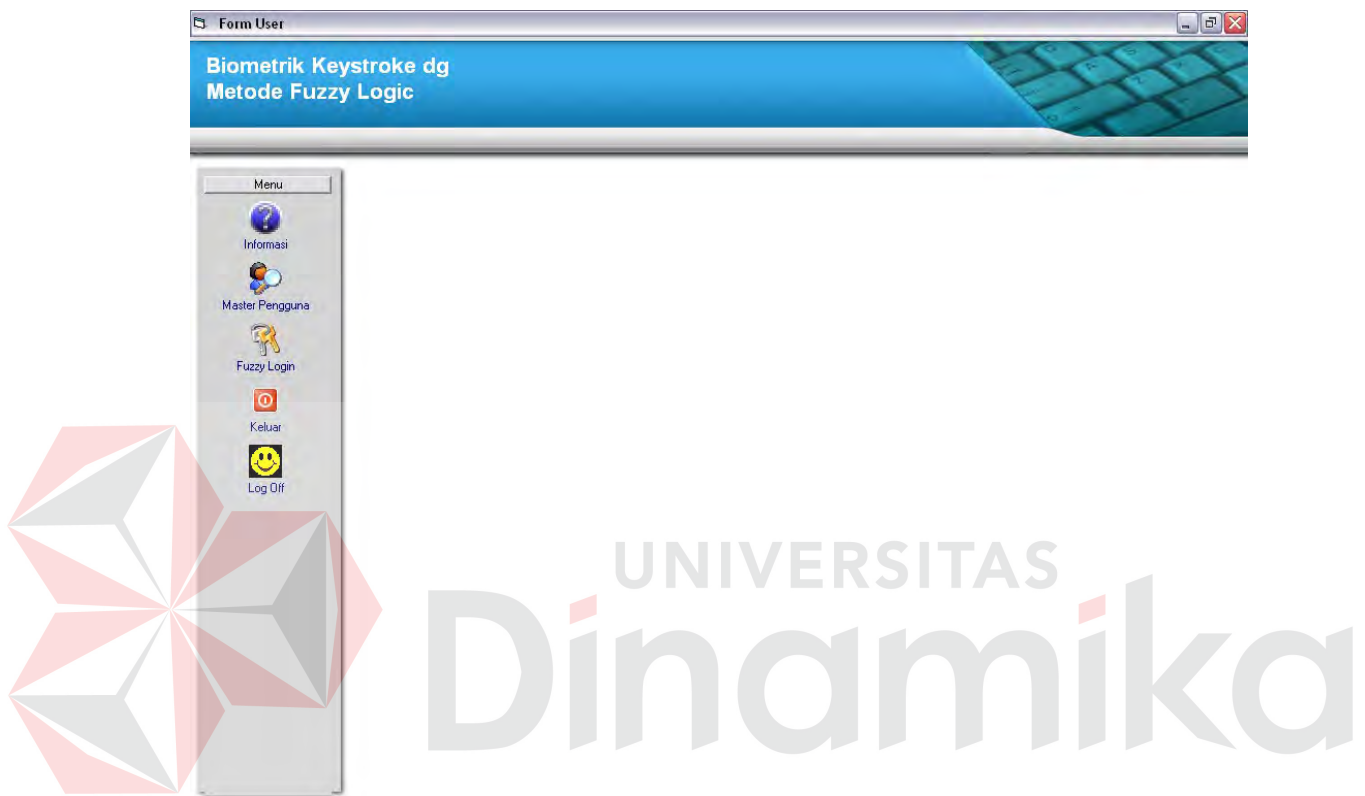 Form User
Biometrik Keystroke dg
Metode Fuzzy Logic
Menu
Informasi
Master Pengguna
Fuzzy Login
Keluar
Log Off
UNIVERSITAS
Dinamika